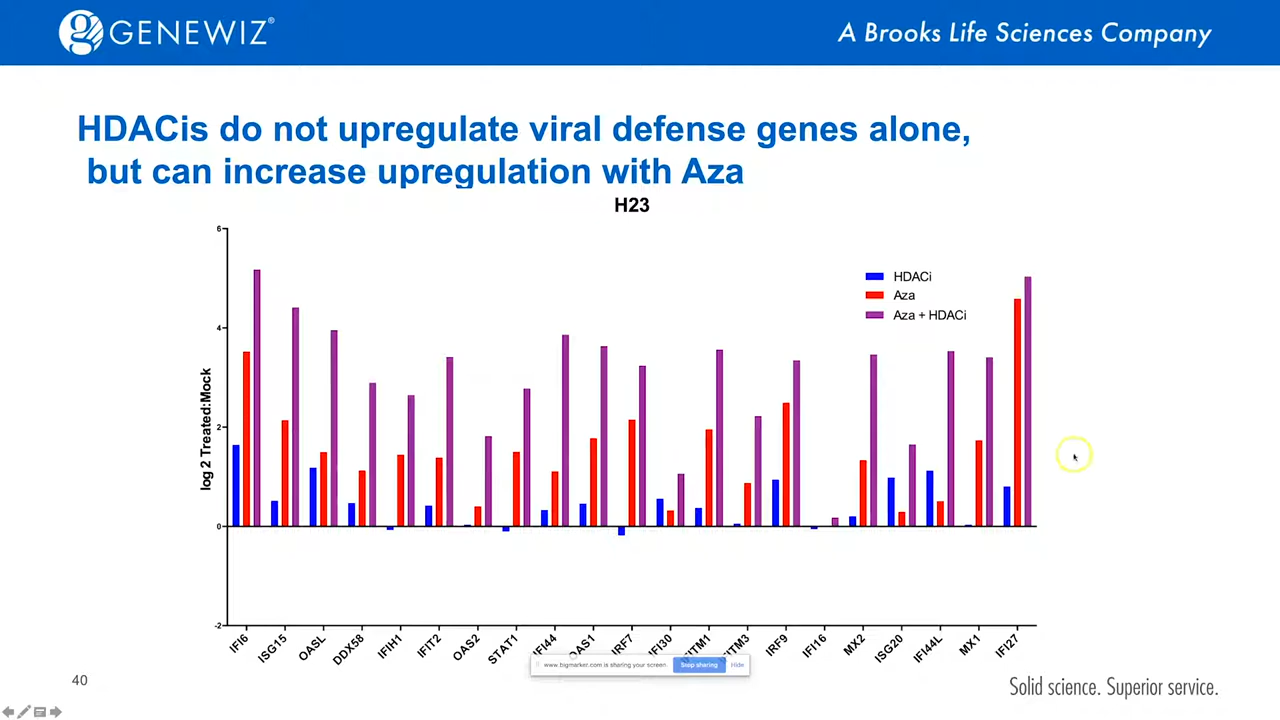 GENEWIZ®
A Brooks Life Sciences Company
HDACis do not upregulate viral defense genes alone,
but can increase upregulation with Aza
H23
6
4
2
0
-2
log 2 Treated:Mock
HDACi
Aza
Aza + HDACi
IFI6
ISG15
OASL
DDX58
IFIH1
IFIT2
OAS2
STAT1
IFI44
OAS1
IRF7
IFI30
IRF9
IFI16
MX2
ISG20
IFI44L
MX1
IFI27
www.bigmarker.com is sharing your screen. Stop sharing Hide
40
Solid science. Superior service.